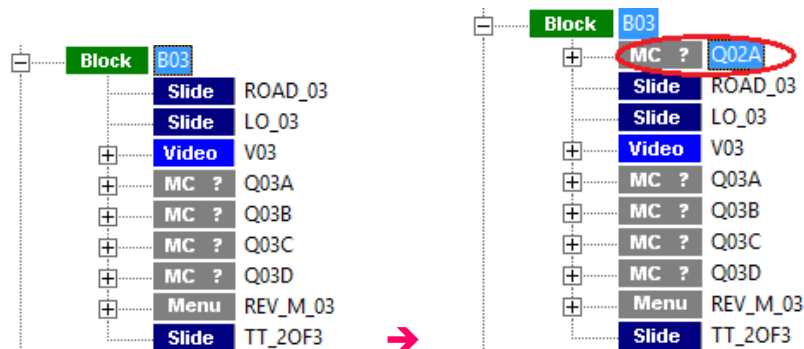 Block B03
Slide ROAD_03
Slide LO_03
Video V03
MC ? Q03A
MC ? Q03B
MC ? Q03C
MC ? Q03D
Menu REV_M_03
Slide TT_2OF3
Block B03
MC ? Q02A
Slide ROAD_03
Slide LO_03
Video V03
MC ? Q03A
MC ? Q03B
MC ? Q03C
MC ? Q03D
Menu REV_M_03
Slide TT_2OF3